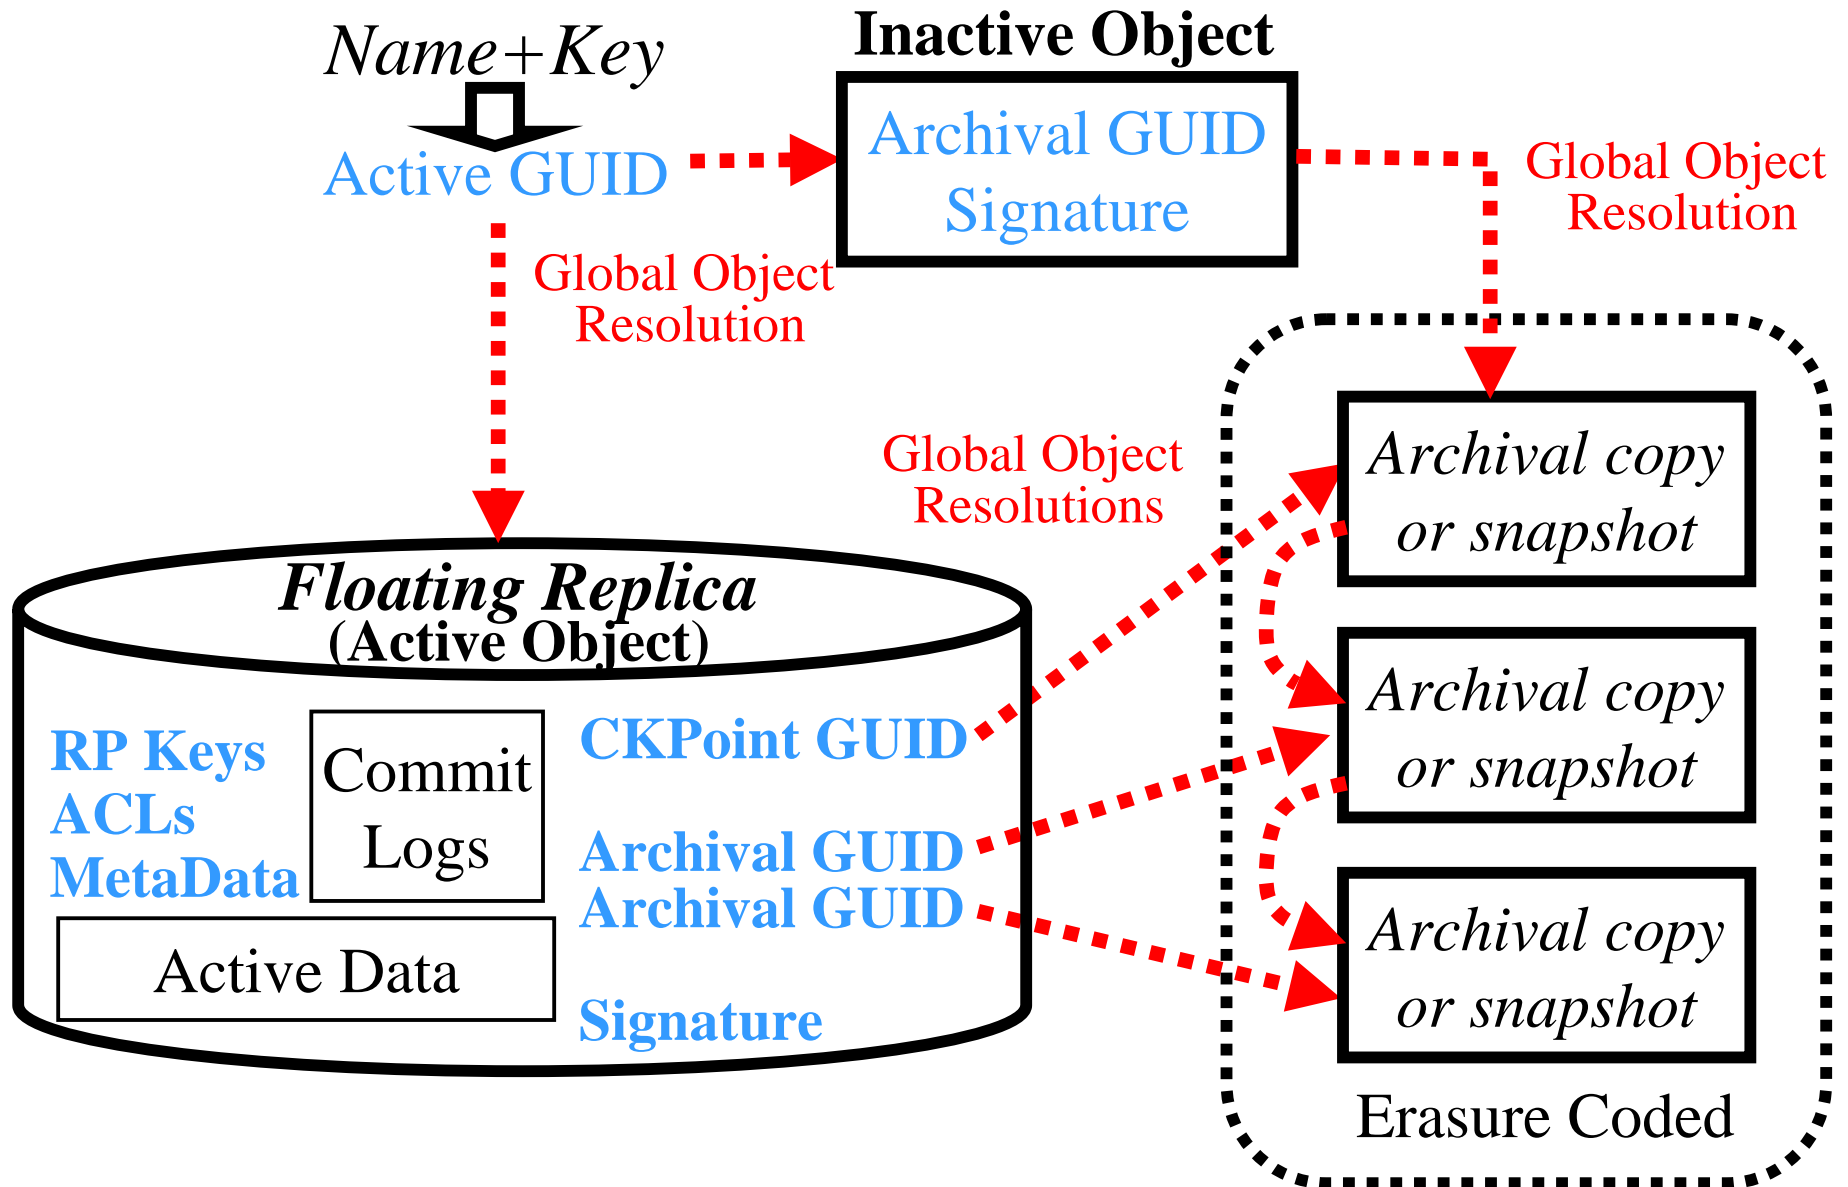 Name+Key
Active GUID
Inactive Object
Archival GUID
Signature
Global Object
Resolution
Global Object
Resolution
Global Object
Resolutions
Floating Replica
(Active Object)
RP Keys
ACLs
MetaData
Commit
Logs
Active Data
CKPoint GUID
Archival GUID
Archival GUID
Signature
Archival copy
or snapshot
Archival copy
or snapshot
Archival copy
or snapshot
Erasure Coded